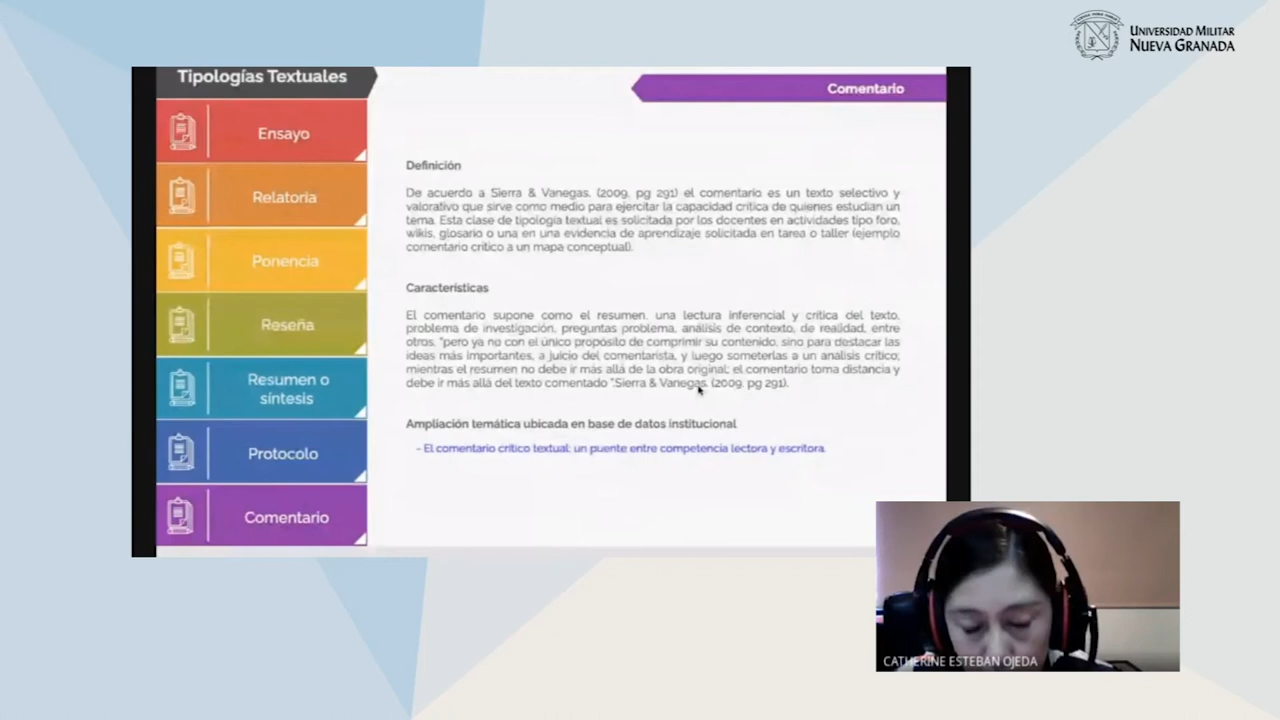 UNIVERSIDAD MILITAR
NUEVA GRANADA
Tipologías Textuales
Ensayo
Relatoria
Ponencia
Reseña
Resumen o
síntesis
Protocolo
Comentario
Comentario
Definición
De acuerdo a Sierra & Vanegas, (2009, pg 291) el comentario es un texto selectivo y
valorativo que sirve como medio para ejercitar la capacidad crítica de quienes estudian un
tema. Esta clase de tipología textual es solicitada por los docentes en actividades tipo foro,
wikis, glosario o una en una evidencia de aprendizaje solicitada en tarea o taller (ejemplo
comentario crítico a un mapa conceptual).
Características
El comentario supone como el resumen, una lectura inferencial y crítica del texto,
problema de investigación, preguntas problema, análisis de contexto, de realidad, entre
otros, "pero ya no con el único propósito de comprimir su contenido, sino para destacar las
ideas más importantes, a juicio del comentarista, y luego someterlas a un análisis crítico;
mientras el resumen no debe ir más allá de la obra original; el comentario toma distancia y
debe ir más allá del texto comentado "Sierra & Vanegas, (2009, pg 291).
Ampliación temática ubicada en base de datos institucional
- El comentario crítico textual: un puente entre competencia lectora y escritora.
CATHERINE ESTEBAN OJEDA